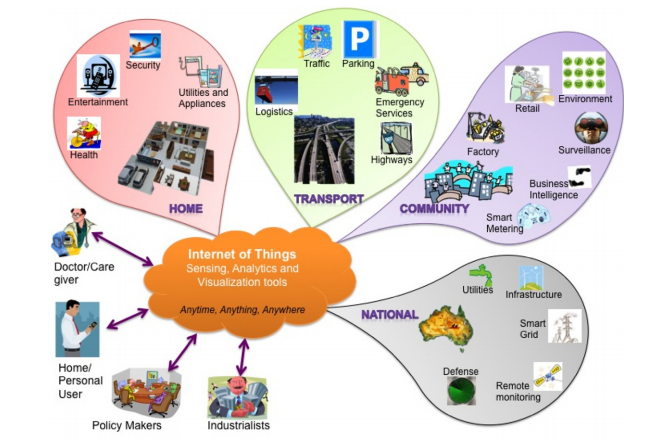 Security
Entertainment
Utilities and
Appliances
Health
HOME
Traffic
P
Parking
Logistics
Emergency
Services
Highways
TRANSPORT
Retail
Environment
Factory
Surveillance
Business
Intelligence
COMMUNITY
Smart
Metering
Internet of Things
Sensing, Analytics and
Visualization tools
Anytime, Anything, Anywhere
Doctor/Care
giver
Home/
Personal
User
Policy Makers
Industrialists
NATIONAL
Utilities
Infrastructure
Smart
Grid
Defense
Remote
monitoring